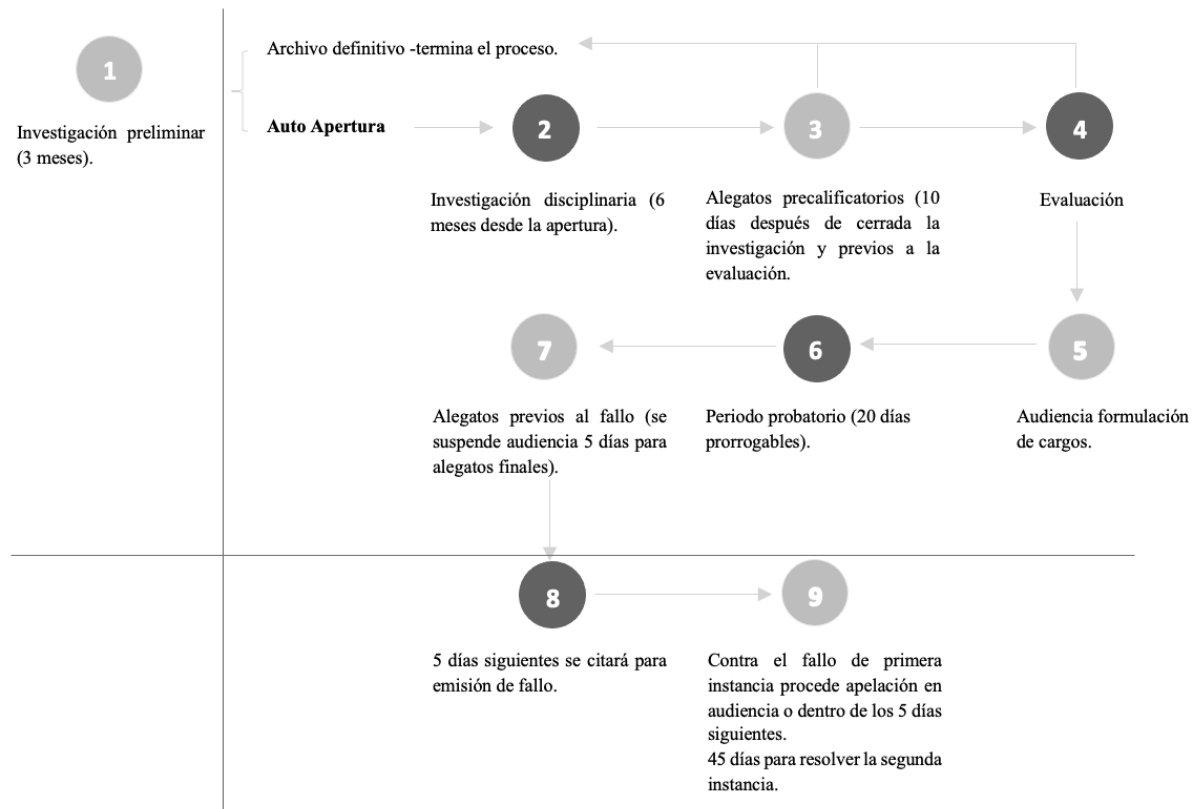 1
Investigación preliminar
(3 meses).
Archivo definitivo -termina el proceso.
Auto Apertura
2
Investigación disciplinaria (6
meses desde la apertura).
3
Alegatos precalificatorios (10
días después de cerrada la
investigación y previos a la
evaluación.
4
Evaluación
5
Audiencia formulación
de cargos.
6
Periodo probatorio (20 días
prorrogables).
7
Alegatos previos al fallo (se
suspende audiencia 5 días para
alegatos finales).
8
5 días siguientes se citará para
emisión de fallo.
9
Contra el fallo de primera
instancia procede apelación en
audiencia o dentro de los 5 días
siguientes.
45 días para resolver la segunda
instancia.